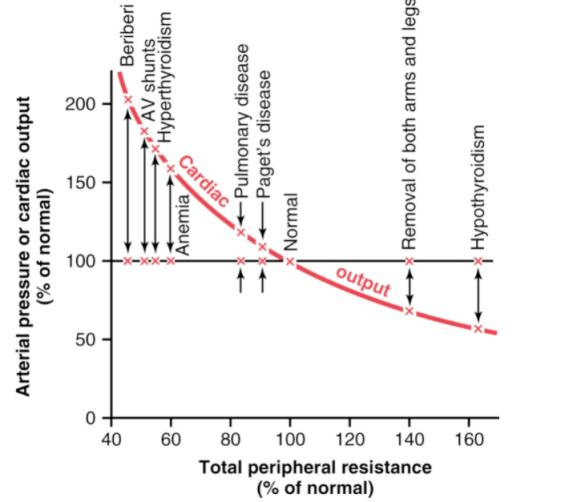 Beriberi
AV shunts
Hyperthyroidism
Anemia
Pulmonary disease
Paget's disease
Normal
Removal of both arms and legs
Hypothyroidism
Cardiac
output
Arterial pressure or cardiac output
(% of normal)
200
150
100
50
0
40
60
80
100
120
140
160
Total peripheral resistance
(% of normal)